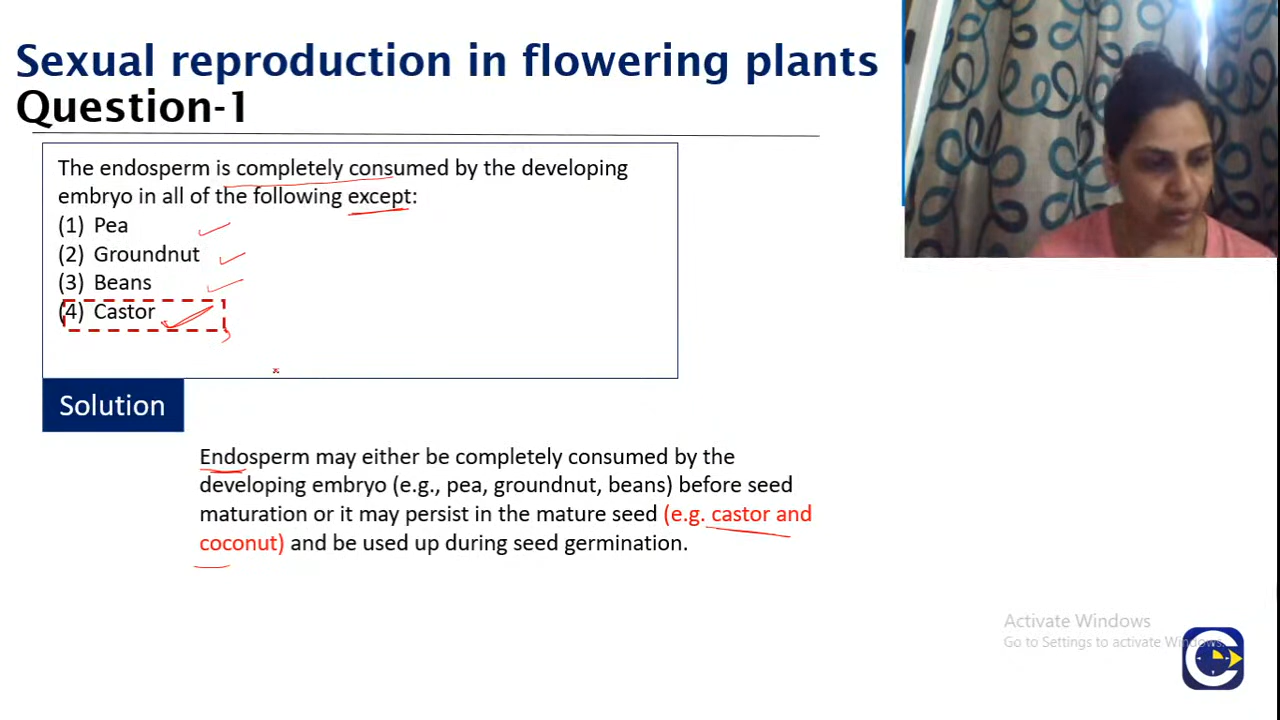 Sexual reproduction in flowering plants
Question-1
The endosperm is completely consumed by the developing
embryo in all of the following except:
(1) Pea
(2) Groundnut
(3) Beans
(4) Castor
Solution
Endosperm may either be completely consumed by the
developing embryo (e.g., pea, groundnut, beans) before seed
maturation or it may persist in the mature seed (e.g. castor and
coconut) and be used up during seed germination.
Activate Windows
Go to Settings to activate Windows.